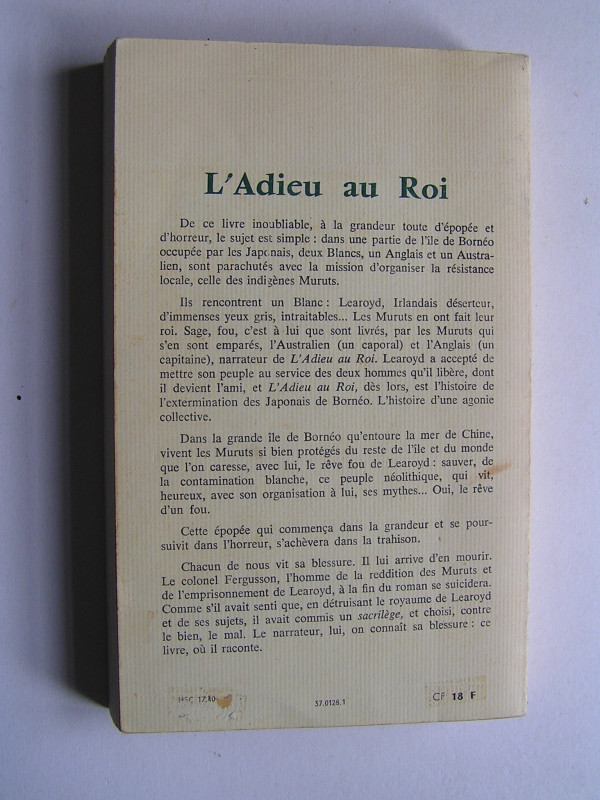 L'Adieu au Roi
De ce livre inoubliable, à la grandeur toute d'épopée et
d'horreur, le sujet est simple : dans une partie de l'île de Bornéo
occupée par les Japonais, deux Blancs, un Anglais et un Austra-
lien, sont parachutés avec la mission d'organiser la résistance
locale, celle des indigènes Muruts.
Ils rencontrent un Blanc : Learoyd, Irlandais déserteur,
d'immenses yeux gris, intraitables... Les Muruts en ont fait leur
roi. Sage, fou, c'est à lui que sont livrés, par les Muruts qui
s'en sont emparés, l'Australien (un caporal) et l'Anglais (un
capitaine), narrateur de L'Adieu au Roi. Learoyd a accepté de
mettre son peuple au service des deux hommes qu'il libère, dont
il devient l'ami, et L'Adieu au Roi, dès lors, est l'histoire de
l'extermination des Japonais de Bornéo. L'histoire d'une agonie
collective.
Dans la grande île de Bornéo qu'entoure la mer de Chine,
vivent les Muruts si bien protégés du reste de l'île et du monde
que l'on caresse, avec lui, le rêve fou de Learoyd : sauver, de
la contamination blanche, ce peuple néolithique, qui vit,
heureux, avec son organisation à lui, ses mythes... Oui, le rêve
d'un fou.
Cette épopée qui commença dans la grandeur et se pour-
suivit dans l'horreur, s'achèvera dans la trahison.
Chacun de nous vit sa blessure. Il lui arrive d'en mourir.
Le colonel Fergusson, l'homme de la reddition des Muruts et
de l'emprisonnement de Learoyd, à la fin du roman se suicidera.
Comme s'il avait senti que, en détruisant le royaume de Learoyd
et de ses sujets, il avait commis un sacrilège, et choisi, contre
le bien, le mal. Le narrateur, lui, on connaît sa blessure : ce
livre, où il raconte.
37.0128.1
CF 18 F